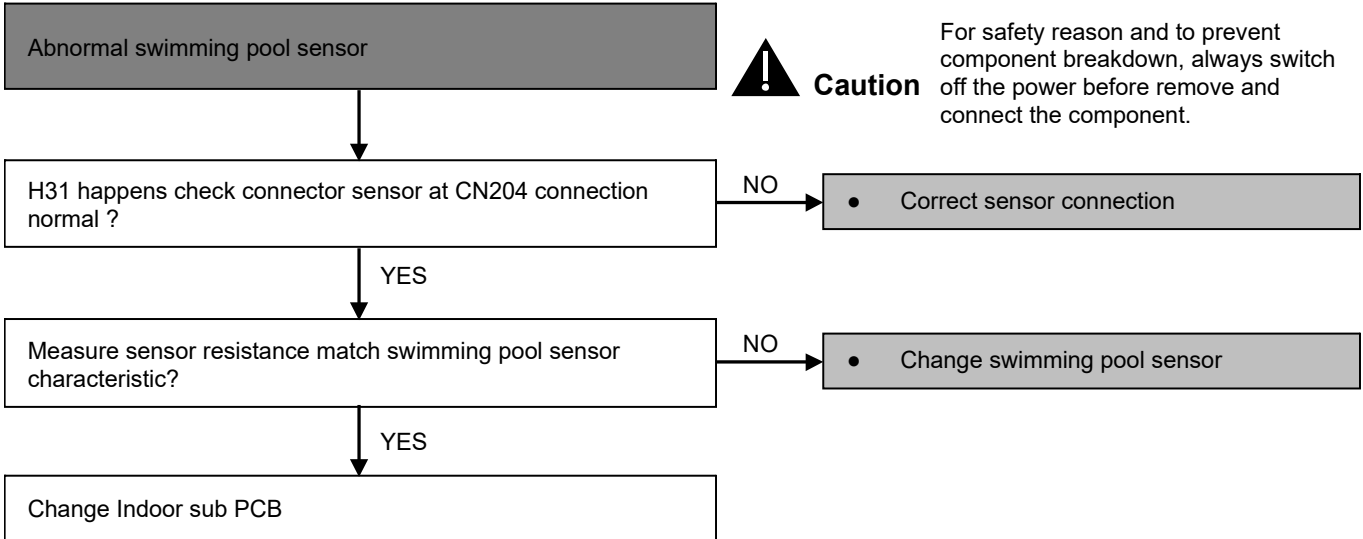 Abnormal swimming pool sensor
Caution
For safety reason and to prevent
component breakdown, always switch
off the power before remove and
connect the component.
H31 happens check connector sensor at CN204 connection
normal ?
NO
● Correct sensor connection
YES
Measure sensor resistance match swimming pool sensor
characteristic?
NO
● Change swimming pool sensor
YES
Change Indoor sub PCB